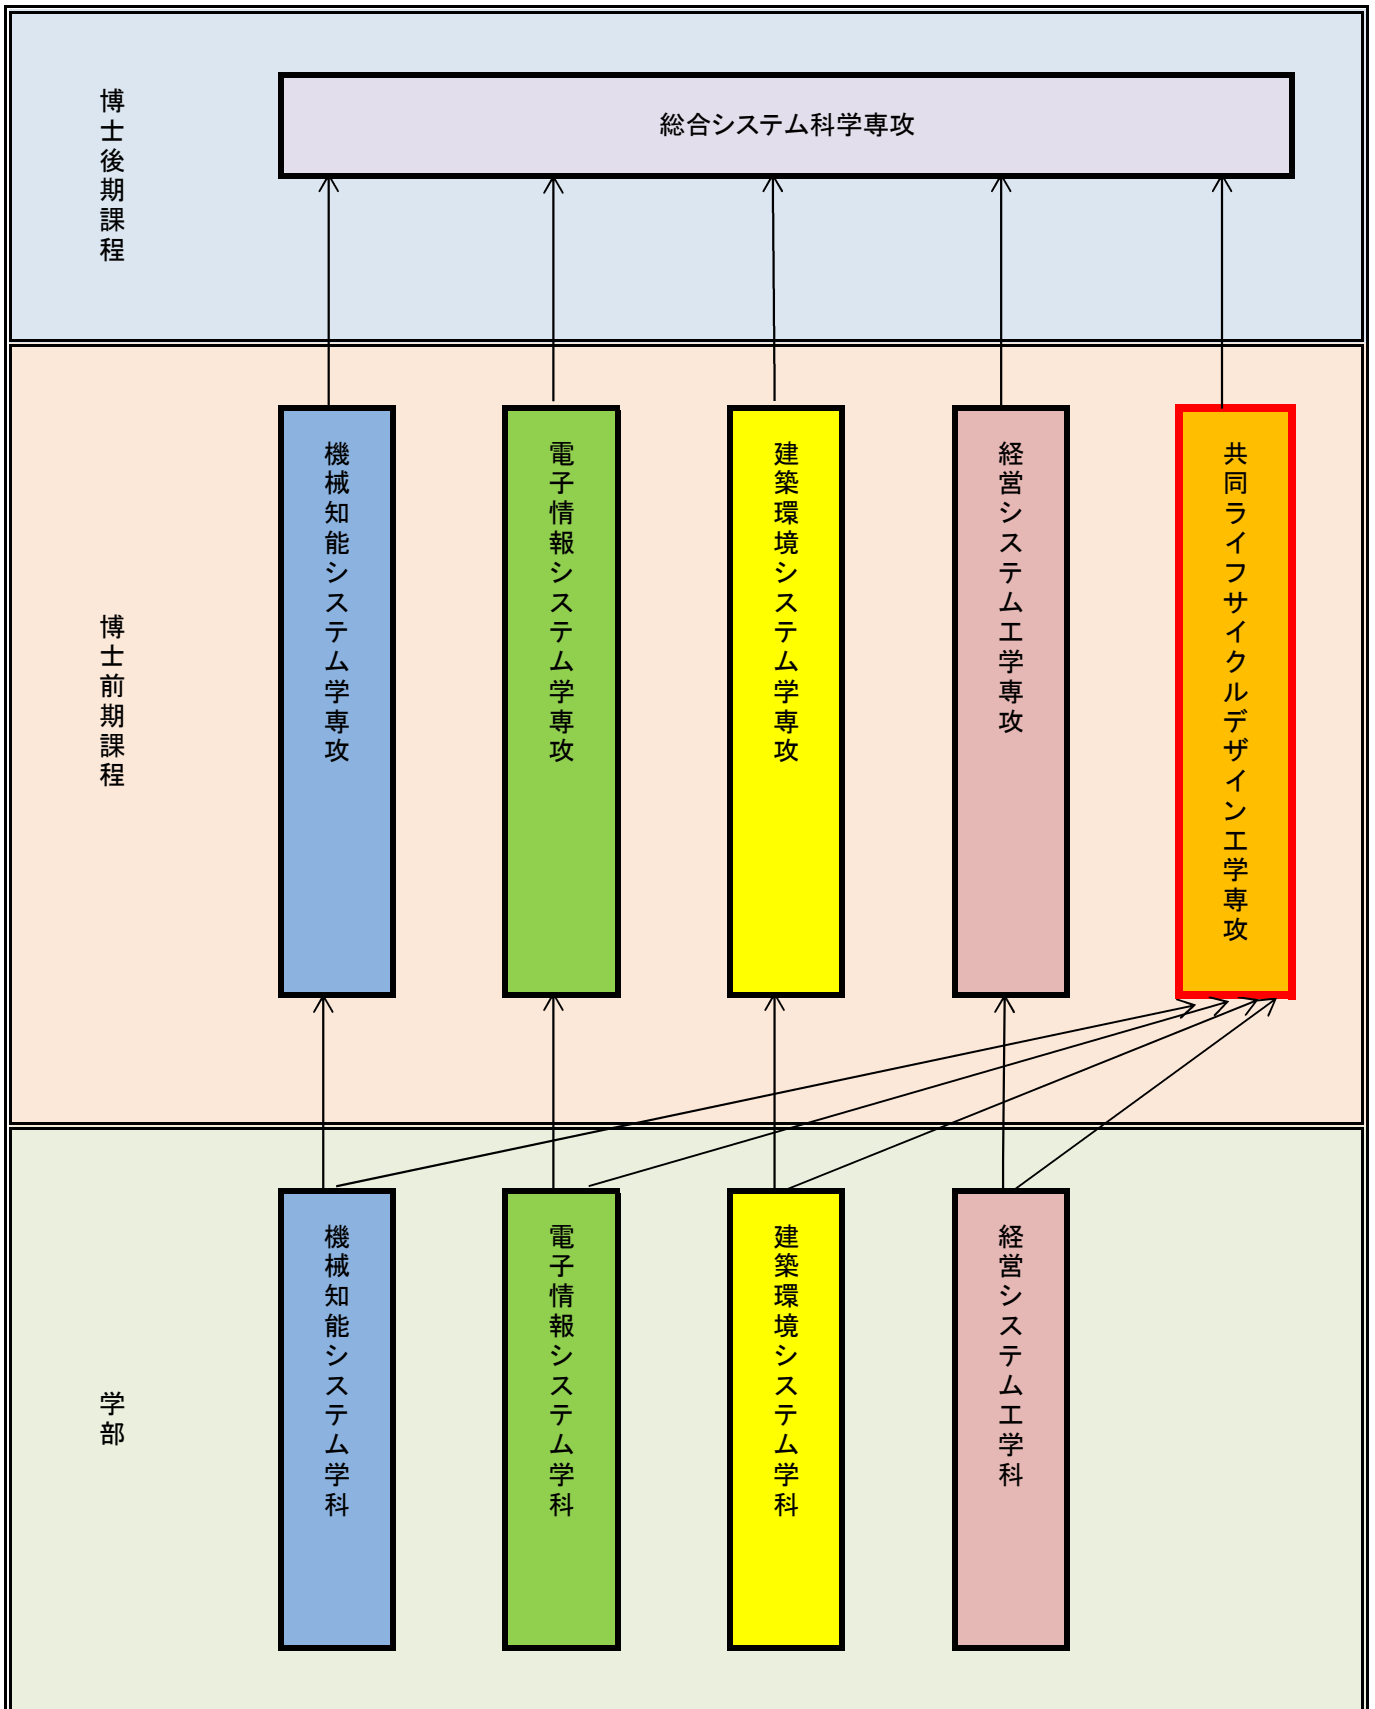 博士後期課程
総合システム科学専攻
博士前期課程
機械知能システム学専攻
電子情報システム学専攻
建築環境システム学専攻
経営システム工学専攻
共同ライフサイクルデザイン工学専攻
学部
機械知能システム学科
電子情報システム学科
建築環境システム学科
経営システム工学科